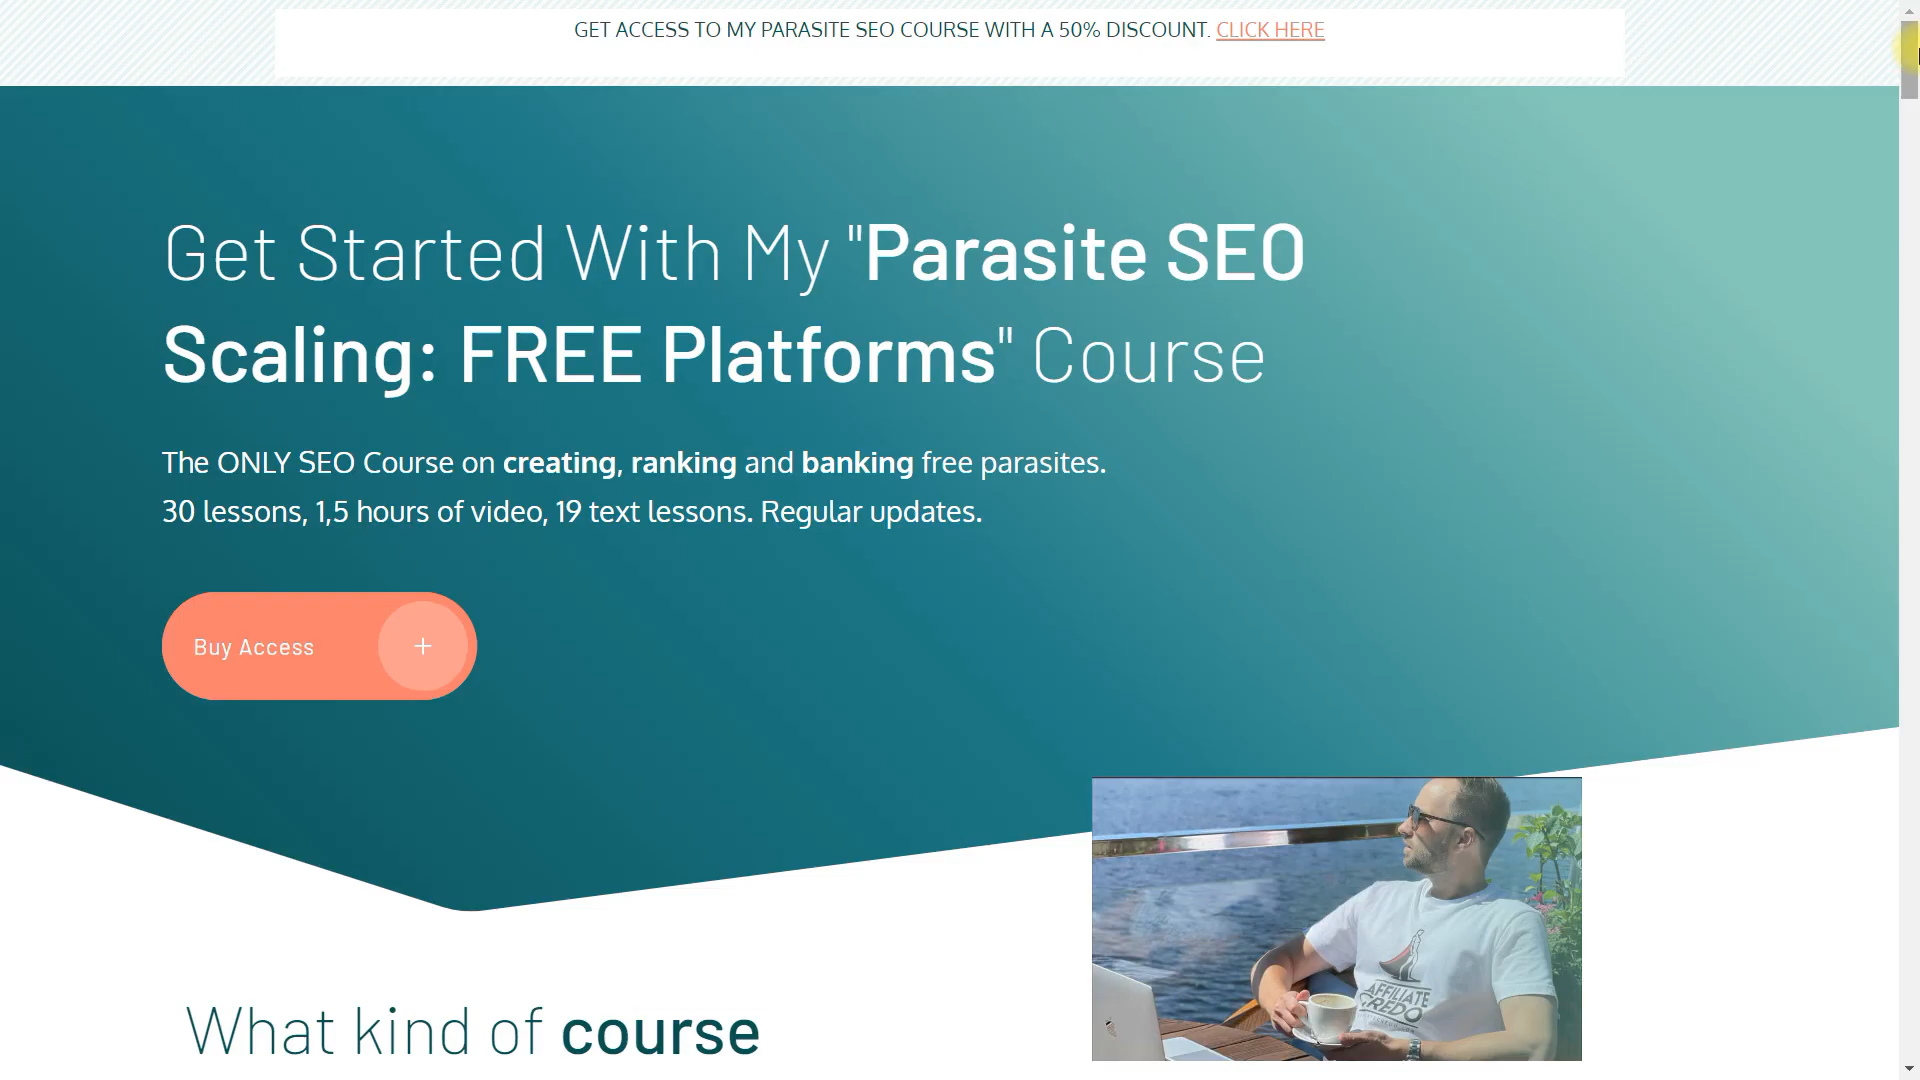 GET ACCESS TO MY PARASITE SEO COURSE WITH A 50% DISCOUNT. CLICK HERE
Get Started With My "Parasite SEO
Scaling: FREE Platforms" Course
The ONLY SEO Course on creating, ranking and banking free parasites.
30 lessons, 1,5 hours of video, 19 text lessons. Regular updates.
Buy Access +
What kind of course
AFFILIATE
CREDO